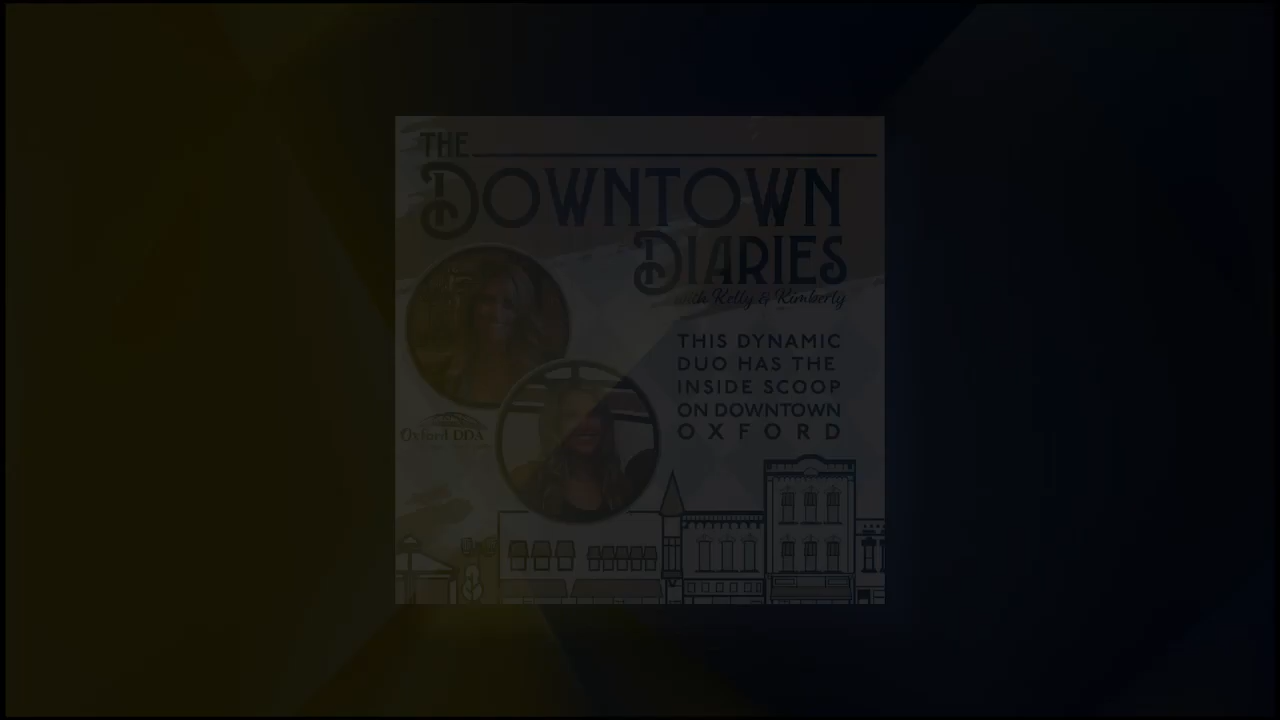 THE
DOWNTOWN
DIARIES
with Kelly & Kimberly
THIS DYNAMIC
DUO HAS THE
INSIDE SCOOP
ON DOWNTOWN
OXFORD
Oxford DDA